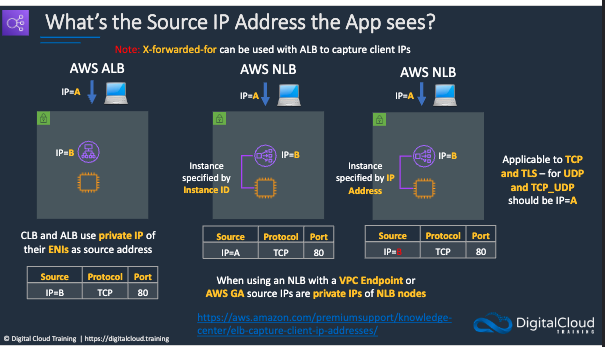 What's the Source IP Address the App sees?
Note: X-forwarded-for can be used with ALB to capture client IPs
AWS ALB
IP=A
IP=B
CLB and ALB use private IP of
their ENIs as source address
Source Protocol Port
IP=B TCP 80
AWS NLB
IP=A
IP=B
Instance
specified by
Instance ID
Source Protocol Port
IP=A TCP 80
AWS NLB
IP=A
IP=B
Instance
specified by IP
Address
Source Protocol Port
IP= TCP 80
Applicable to TCP
and TLS – for UDP
and TCP_UDP
should be IP=A
When using an NLB with a VPC Endpoint or
AWS GA source IPs are private IPs of NLB nodes
https://aws.amazon.com/premiumsupport/knowledge-
center/elb-capture-client-ip-addresses/
© Digital Cloud Training | https://digitalcloud.training
DigitalCloud
TRAINING